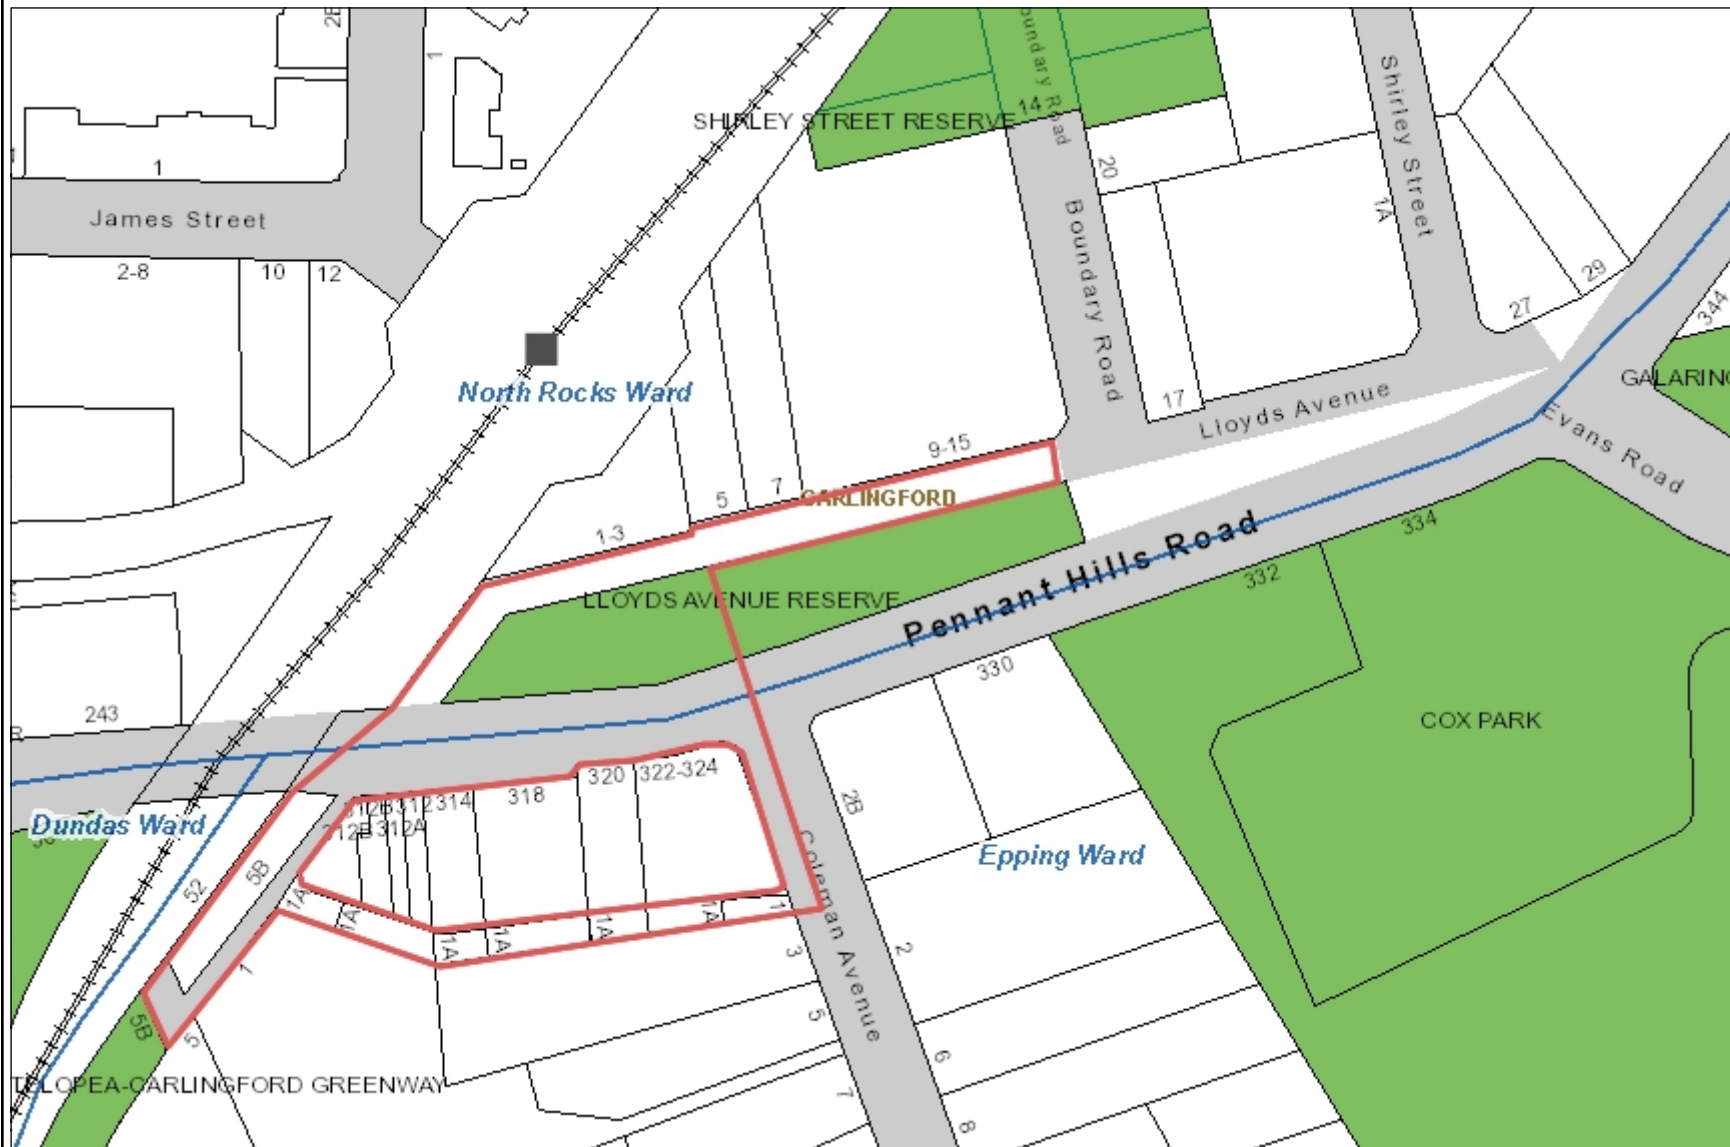 2B
1
Boundary Road
Shirley Street
SHIRLEY STREET RESERVE
14
1
20
1A
James Street
Boundary Road
2-8
10
12
29
27
344
North Rocks Ward
GALARING
17
Lloyds Avenue
Evans Road
9-15
5
7
CARLINGFORD
1-3
334
Pennant Hills Road
332
LLOYDS AVENUE RESERVE
330
243
R
COX PARK
320
322-324
318
314
312
312B
312A
2B
Dundas Ward
Epping Ward
52
5B
1A
1A
1A
1A
1A
1A
1
Coleman Avenue
3
2
1
5B
5
5
6
7
8
TELOPEA-CARLINGFORD GREENWAY